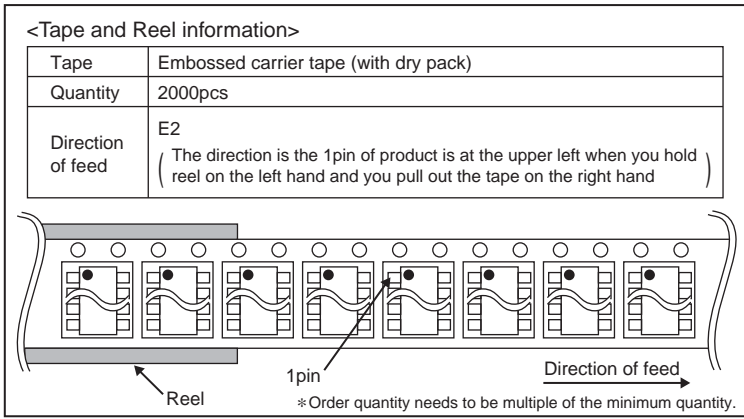 <Tape and Reel information>
Tape
Embossed carrier tape (with dry pack)
Quantity
2000pcs
Direction
of feed
E2
( The direction is the 1pin of product is at the upper left when you hold
reel on the left hand and you pull out the tape on the right hand )
Reel
1pin
Direction of feed
∗Order quantity needs to be multiple of the minimum quantity.